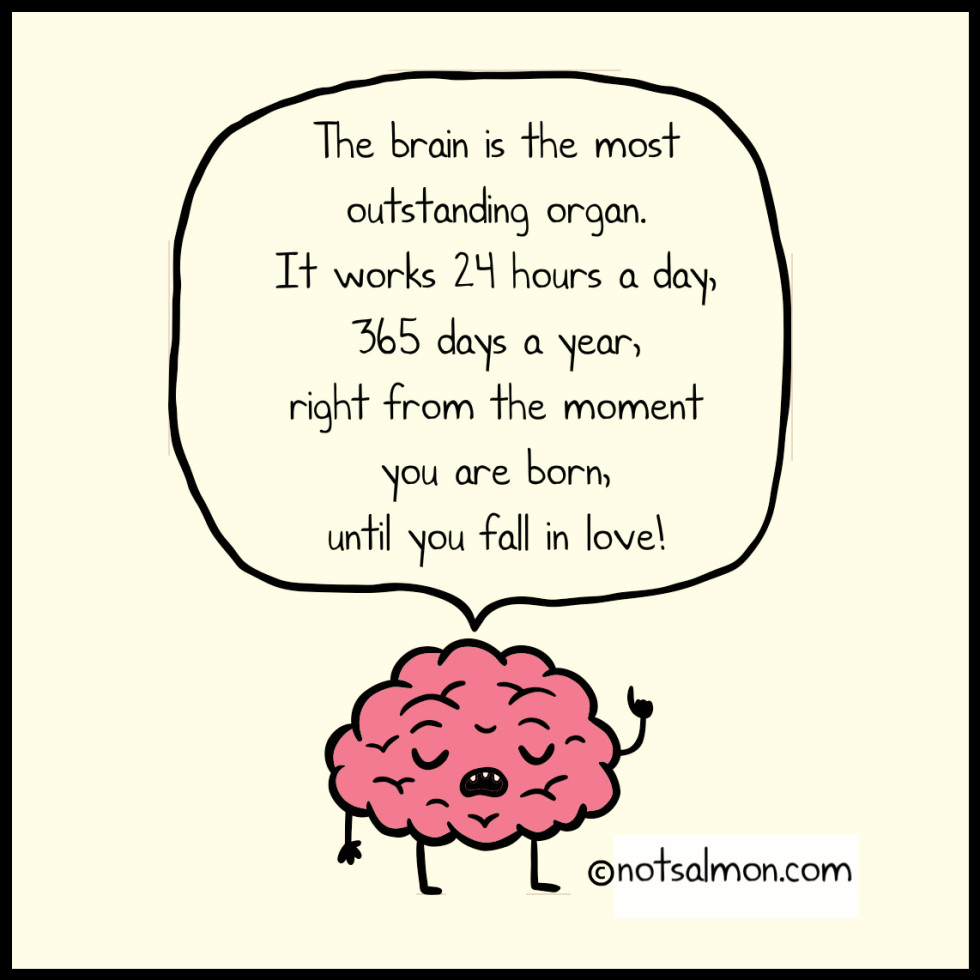 The brain is the most
outstanding organ.
It works 24 hours a day,
365 days a year,
right from the moment
you are born,
until you fall in love!
©notsalmon.com